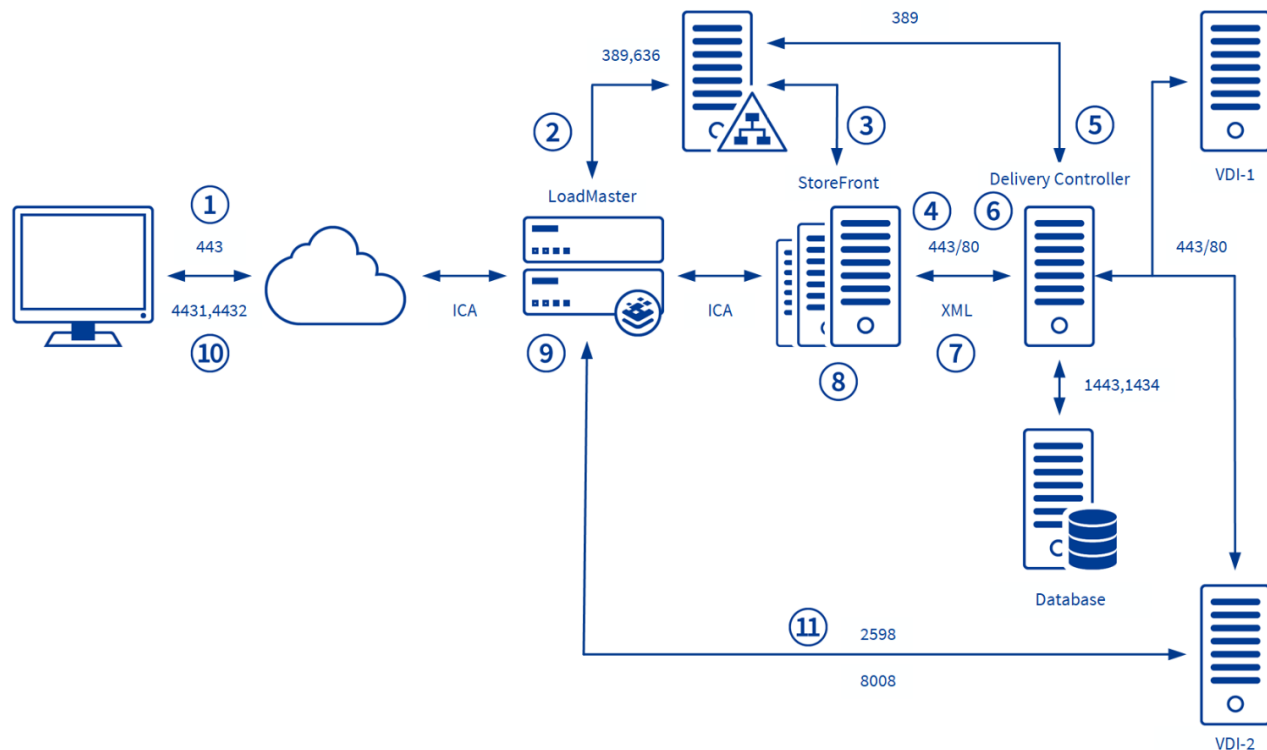 389
389,636
2
3
5
VDI-1
StoreFront
Delivery Controller
LoadMaster
1
4
6
443
443/80
443/80
4431,4432
ICA
ICA
XML
10
9
7
8
1443,1434
Database
11
2598
8008
VDI-2